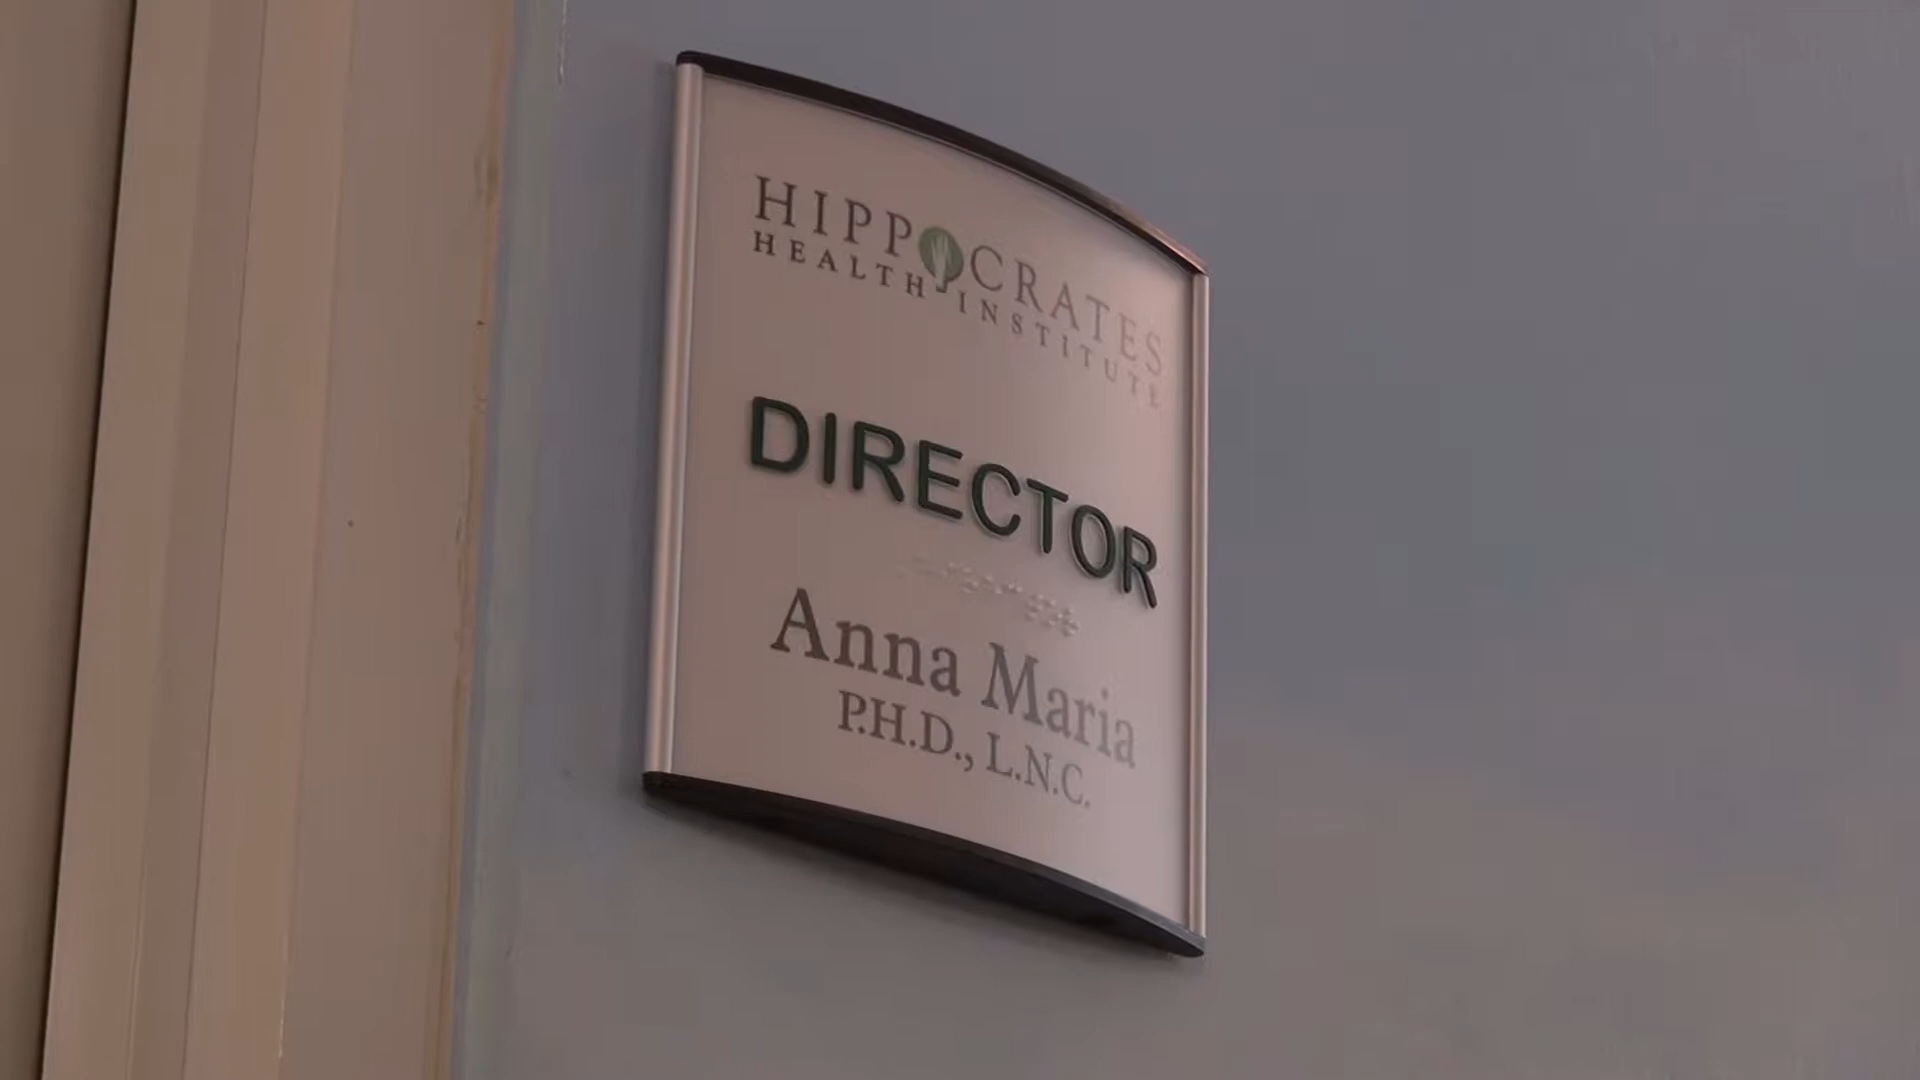 HIPPOCRATES
HEALTH INSTITUTE
DIRECTOR
Anna Maria
P.H.D., L.N.C.